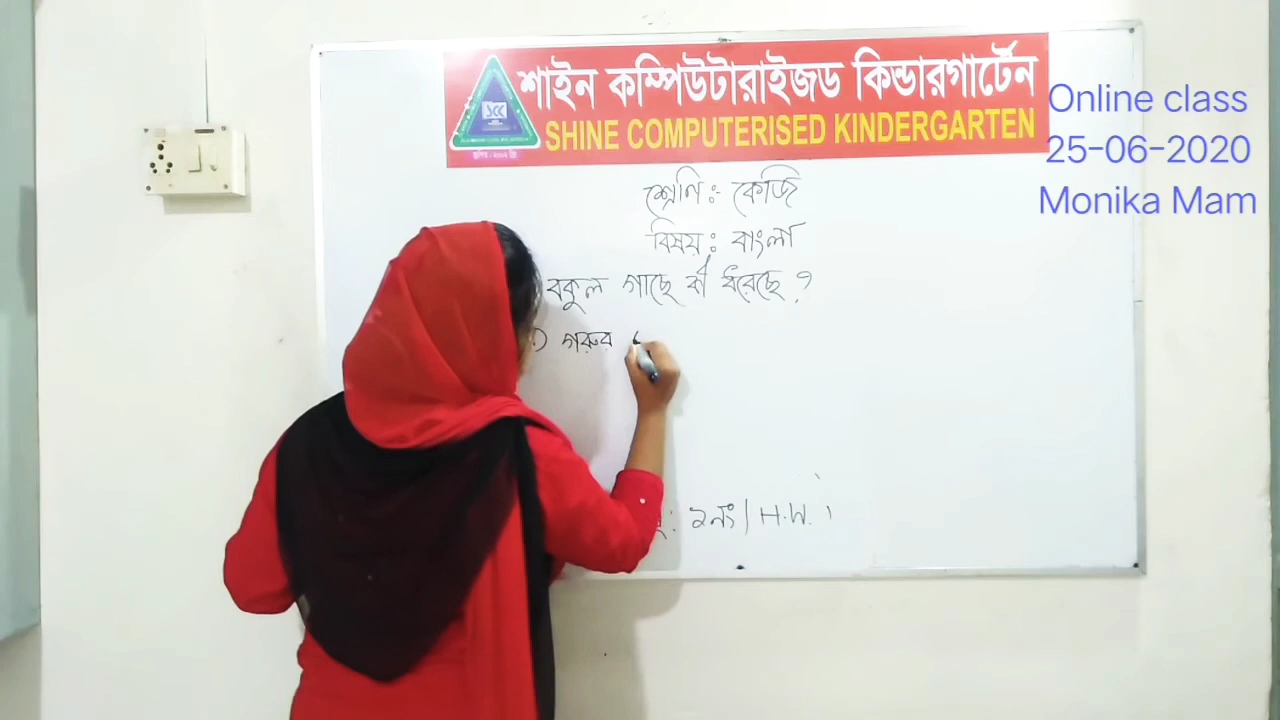 শাইন কম্পিউটারাইজড কিন্ডারগার্টেন
SHINE COMPUTERISED KINDERGARTEN
Online class
25-06-2020
Monika Mam
শ্রেনি : কেজি
বিষয় : বাংলা
বকুল গাছে কী ধরেছে ?
গরুর
: ২নং / H.W.